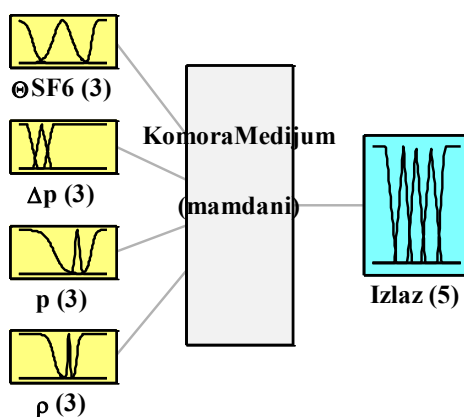 ΘSF6 (3)
Δp (3)
p (3)
ρ (3)
KomoraMedijum
(mamdani)
Izlaz (5)